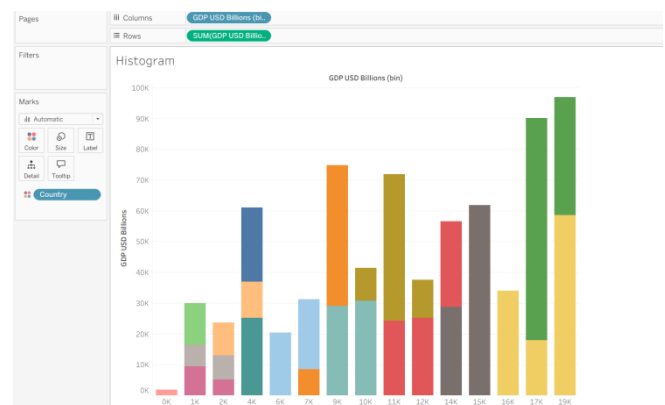 Pages
Columns
GDP USD Billions (bi..
Rows
SUM(GDP USD Billio..
Filters
Histogram
GDP USD Billions (bin)
Marks
Automatic
Color
Size
Label
Detail
Tooltip
Country
GDP USD Billions
100K
90K
80K
70K
60K
50K
40K
30K
20K
10K
0K
0K 1K 2K 4K 6K 7K 9K 10K 11K 12K 14K 15K 16K 17K 19K